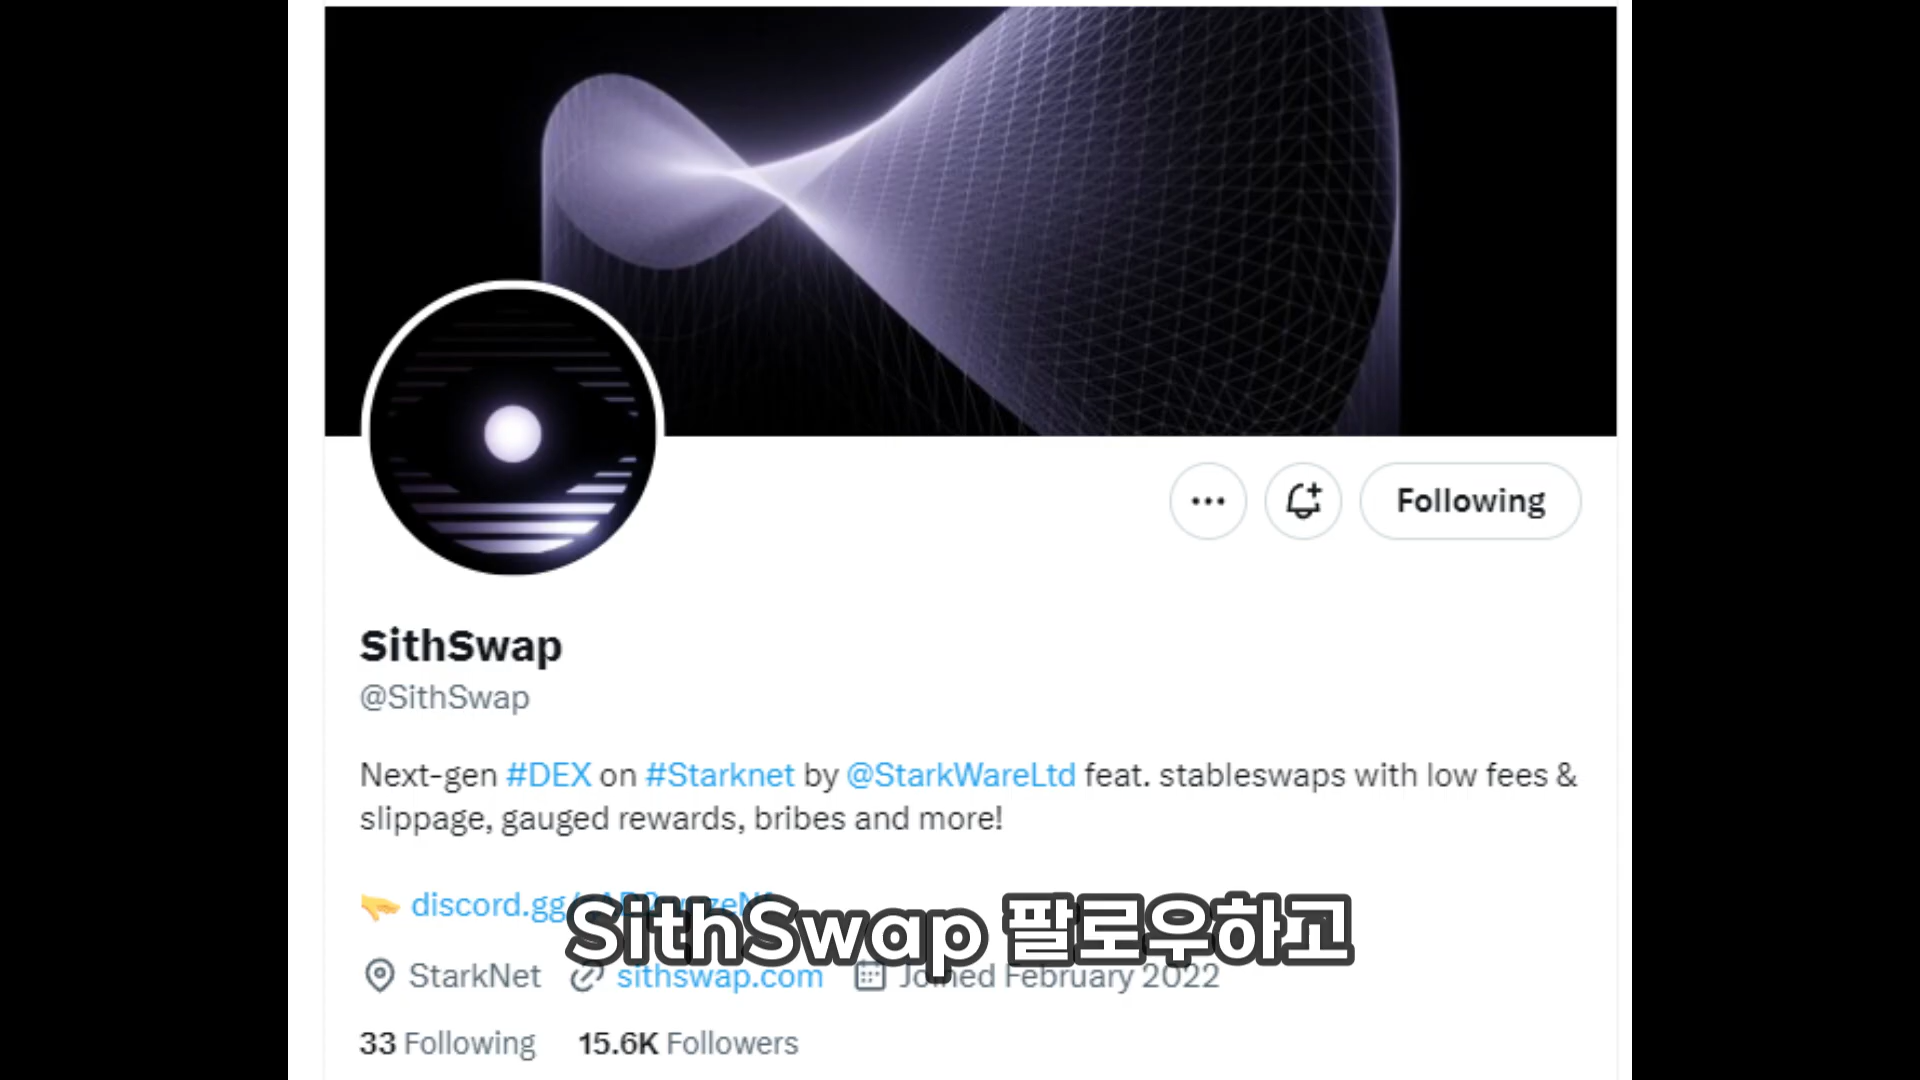 Following
SithSwap
@SithSwap
Next-gen #DEX on #Starknet by @StarkWareLtd feat. stableswaps with low fees &
slippage, gauged rewards, bribes and more!
discord.gg
SithSwap 팔로우하고
StarkNet sithswap.com Joined February 2022
33 Following 15.6K Followers